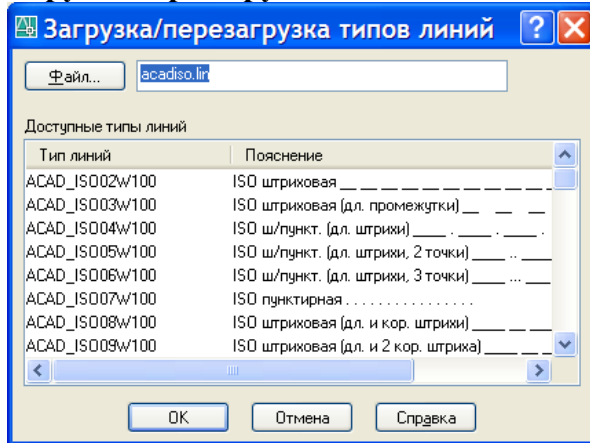 Загрузка/перезагрузка типов линий
Файл... acadiso.lin
Доступные типы линий
Тип линий Пояснение
ACAD_ISO02W100 ISO штриховая __ __ __ __ __ __ __ __ __ _
ACAD_ISO03W100 ISO штриховая (дл. промежутки) __ __ __
ACAD_ISO04W100 ISO ш/пункт. (дл. штрихи) ____ . ____ . ____ .
ACAD_ISO05W100 ISO ш/пункт. (дл. штрихи, 2 точки) ____ .. ____
ACAD_ISO06W100 ISO ш/пункт. (дл. штрихи, 3 точки) ____ ... ____
ACAD_ISO07W100 ISO пунктирная . . . . . . . . . . . . . . . .
ACAD_ISO08W100 ISO штриховая (дл. и кор. штрихи) ____ __ ___
ACAD_ISO09W100 ISO штриховая (дл. и 2 кор. штриха) ____ __ _
OK Отмена Справка